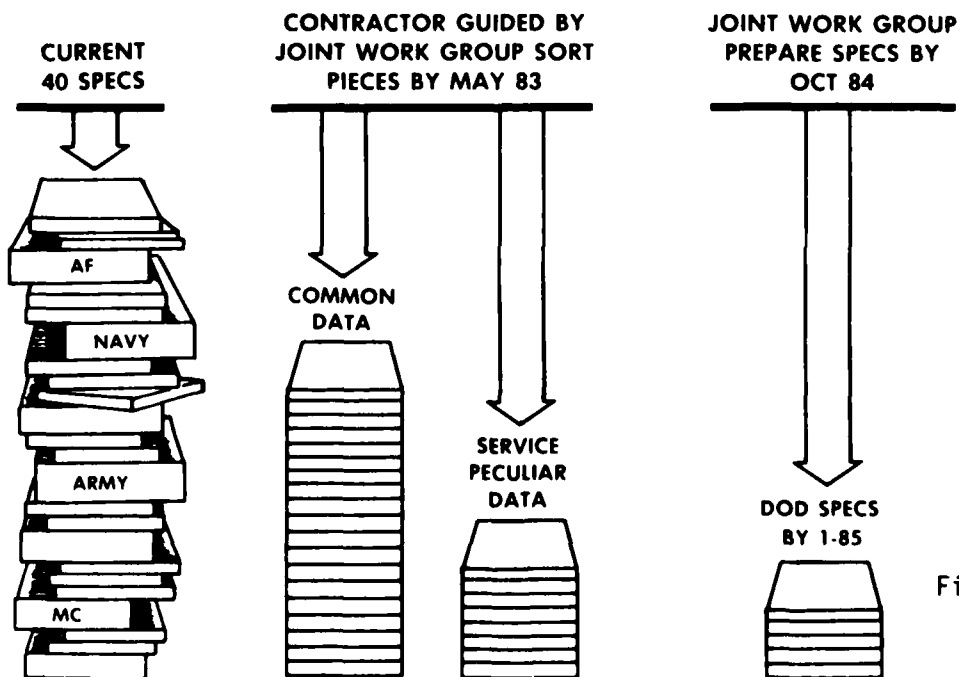 CURRENT
40 SPECS
CONTRACTOR GUIDED BY
JOINT WORK GROUP SORT
PIECES BY MAY 83
JOINT WORK GROUP
PREPARE SPECS BY
OCT 84
AF
NAVY
ARMY
MC
COMMON
DATA
SERVICE
PECULIAR
DATA
DOD SPECS
BY 1-85
Fi